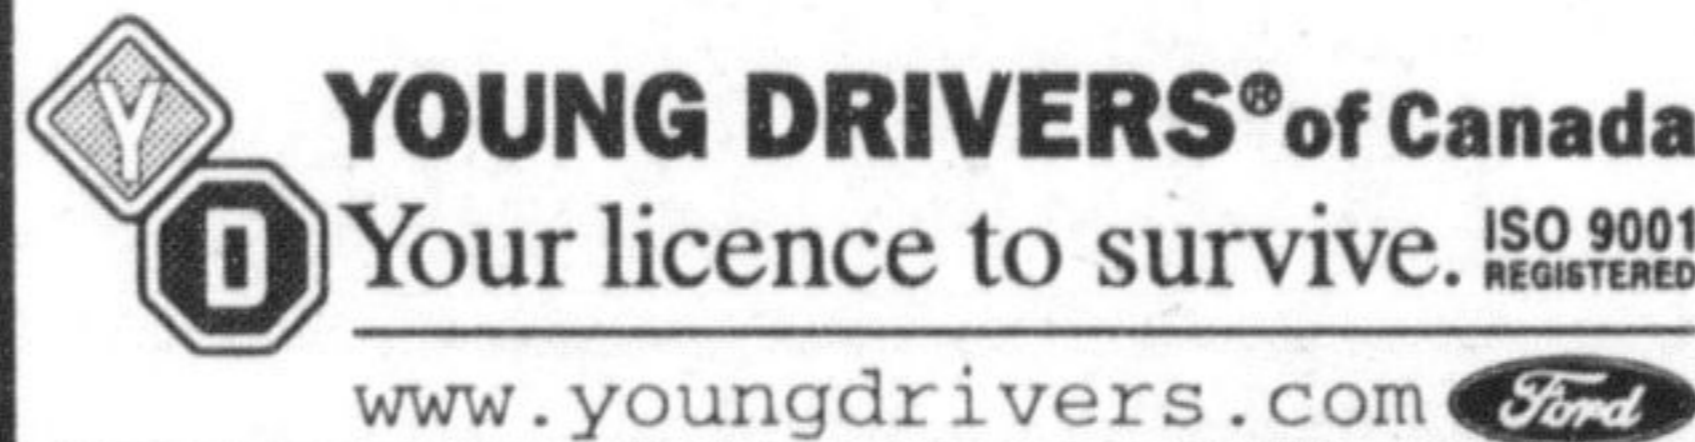 Y
D
YOUNG DRIVERS® of Canada
Your licence to survive. ISO 9001
REGISTERED
www.youngdrivers.com Ford